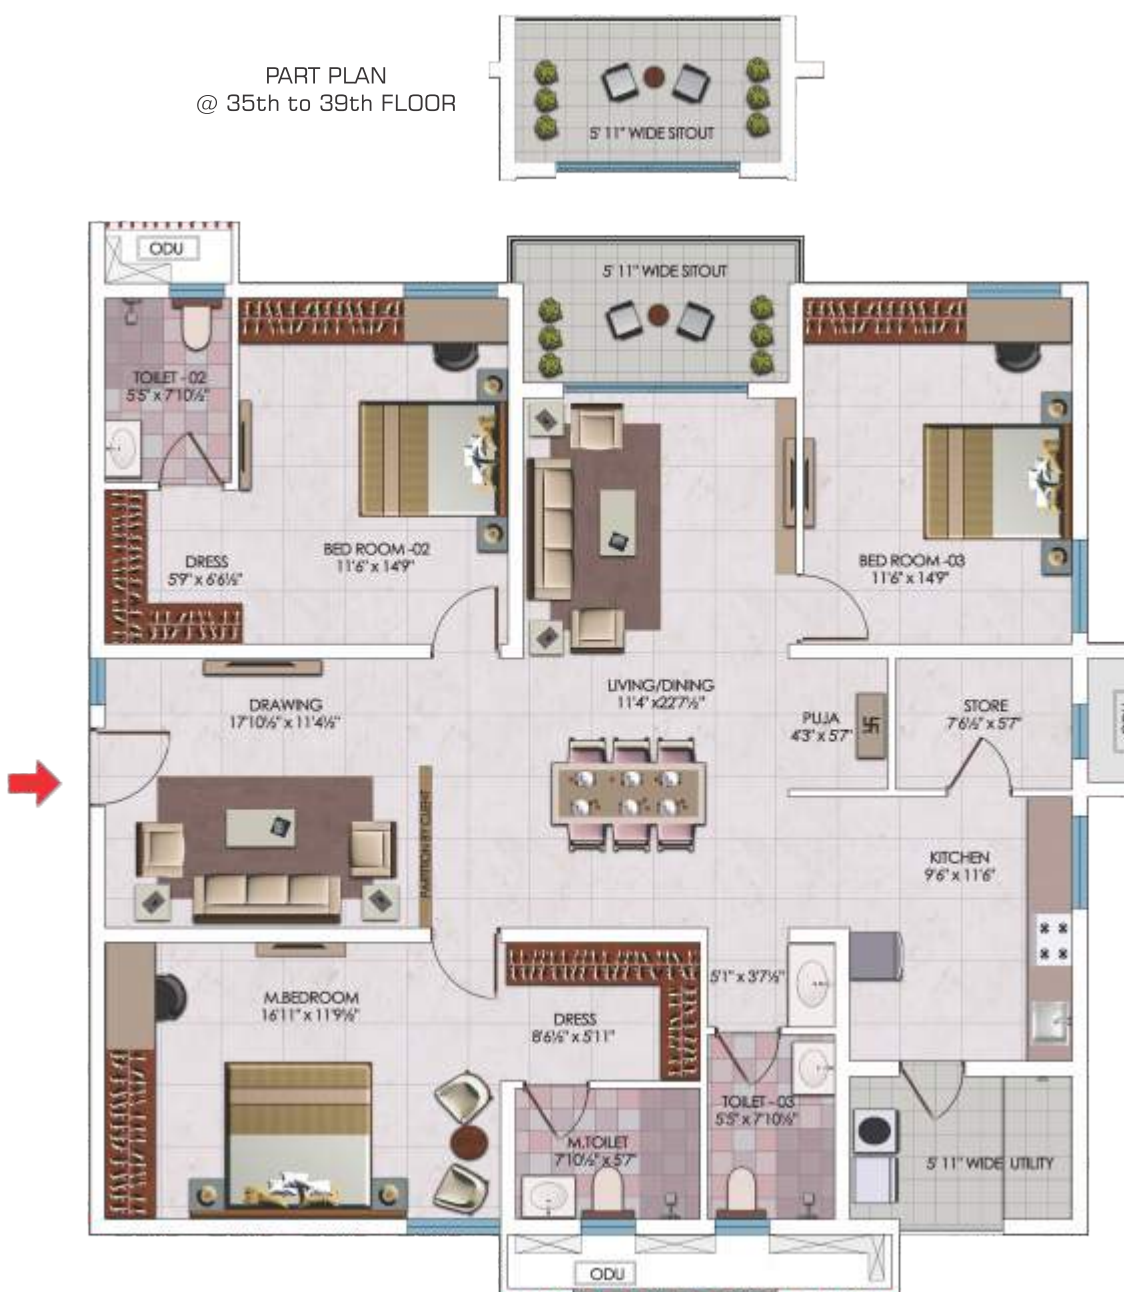 PART PLAN
@ 35th to 39th FLOOR
5' 11" WIDE SITOUT
ODU
5' 11" WIDE SITOUT
TOILET - 02
5'5" x 7'10½"
BED ROOM -02
11'6" x 14'9"
DRESS
5'9" x 6'6½"
BED ROOM -03
11'6" x 14'9"
DRAWING
17'10½" x 11'4½"
LIVING/DINING
11'4" x22'7½"
PUJA
4'3" x 5'7"
STORE
7'6½" x 5'7"
PARTITION BY CLIENT
KITCHEN
9'6" x 11'6"
M.BEDROOM
16'11" x 11'9½"
5'1" x 3'7½"
DRESS
8'6½" x 5'11"
TOILET - 03
5'5" x 7'10½"
M.TOILET
7'10½" x 5'7"
5' 11" WIDE UTILITY
ODU